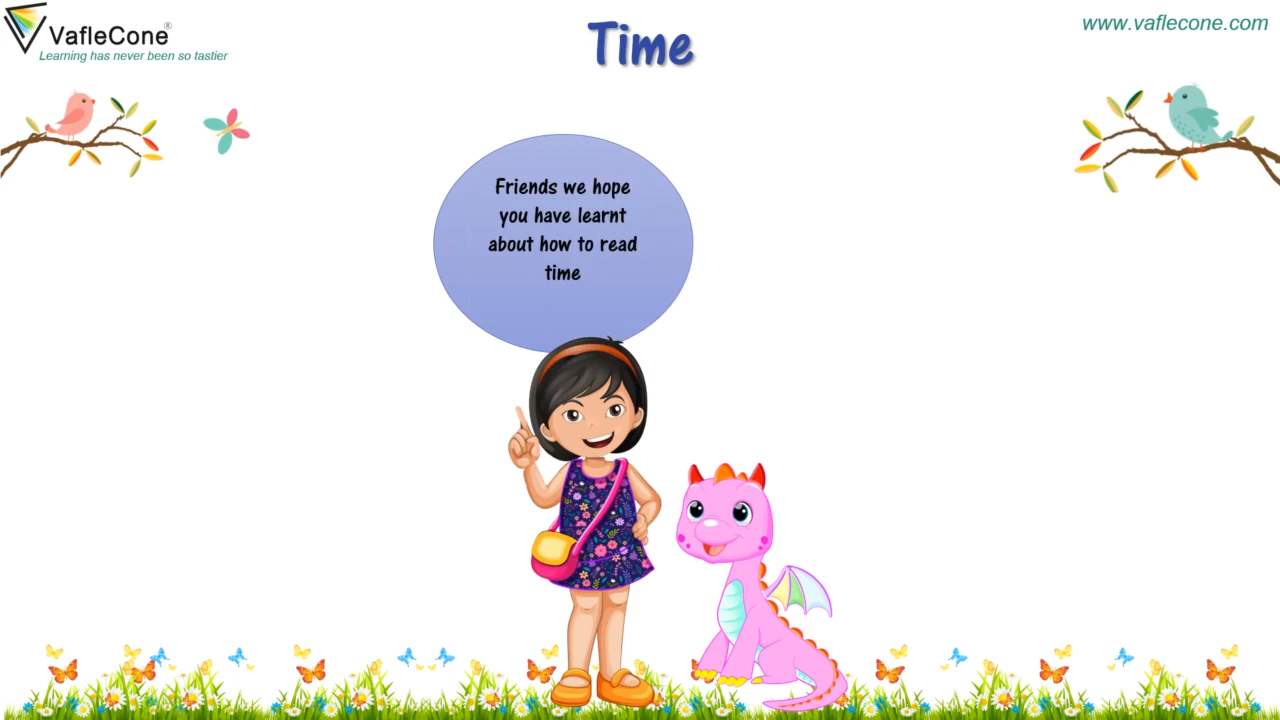 VafleCone®
Learning has never been so tastier
Time
www.vaflecone.com
Friends we hope
you have learnt
about how to read
time